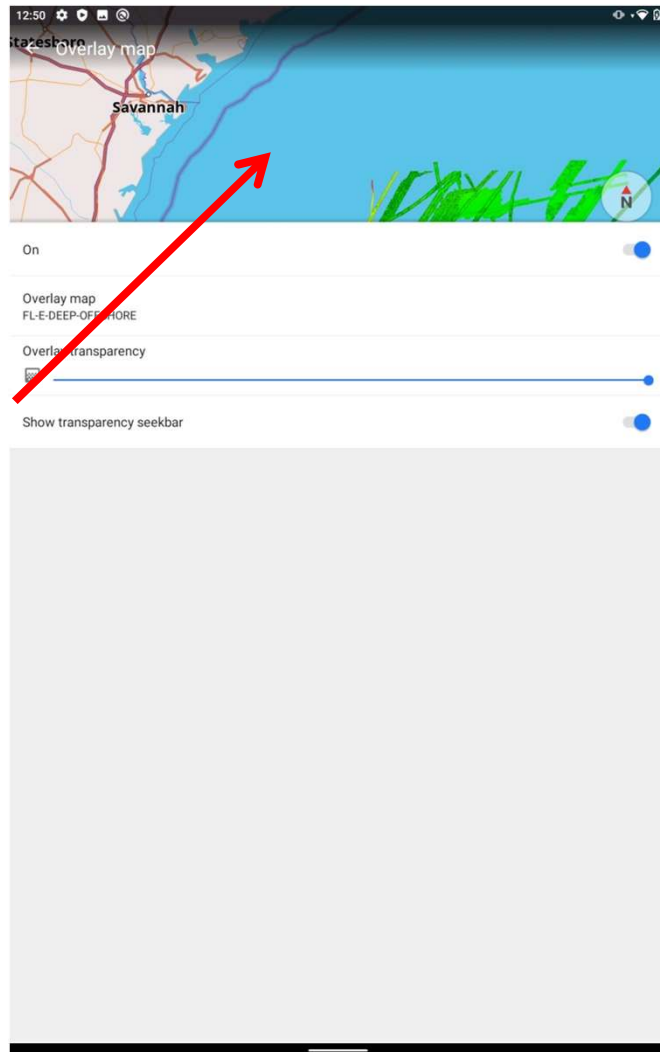 12:50
Statesboro
Overlay map
Savannah
N
On
Overlay map
FL-E-DEEP-OFFSHORE
Overlay transparency
Show transparency seekbar